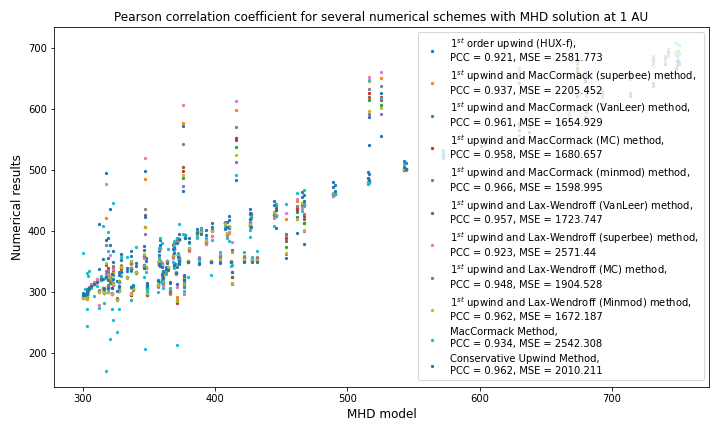 Pearson correlation coefficient for several numerical schemes with MHD solution at 1 AU
700
600
500
400
300
200
Numerical results
1st order upwind (HUX-f),
PCC = 0.921, MSE = 2581.773
1st upwind and MacCormack (superbee) method,
PCC = 0.937, MSE = 2205.452
1st upwind and MacCormack (VanLeer) method,
PCC = 0.961, MSE = 1654.929
1st upwind and MacCormack (MC) method,
PCC = 0.958, MSE = 1680.657
1st upwind and MacCormack (minmod) method,
PCC = 0.966, MSE = 1598.995
1st upwind and Lax-Wendroff (VanLeer) method,
PCC = 0.957, MSE = 1723.747
1st upwind and Lax-Wendroff (superbee) method,
PCC = 0.923, MSE = 2571.44
1st upwind and Lax-Wendroff (MC) method,
PCC = 0.948, MSE = 1904.528
1st upwind and Lax-Wendroff (Minmod) method,
PCC = 0.962, MSE = 1672.187
MacCormack Method,
PCC = 0.934, MSE = 2542.308
Conservative Upwind Method,
PCC = 0.962, MSE = 2010.211
300 400 500 600 700
MHD model